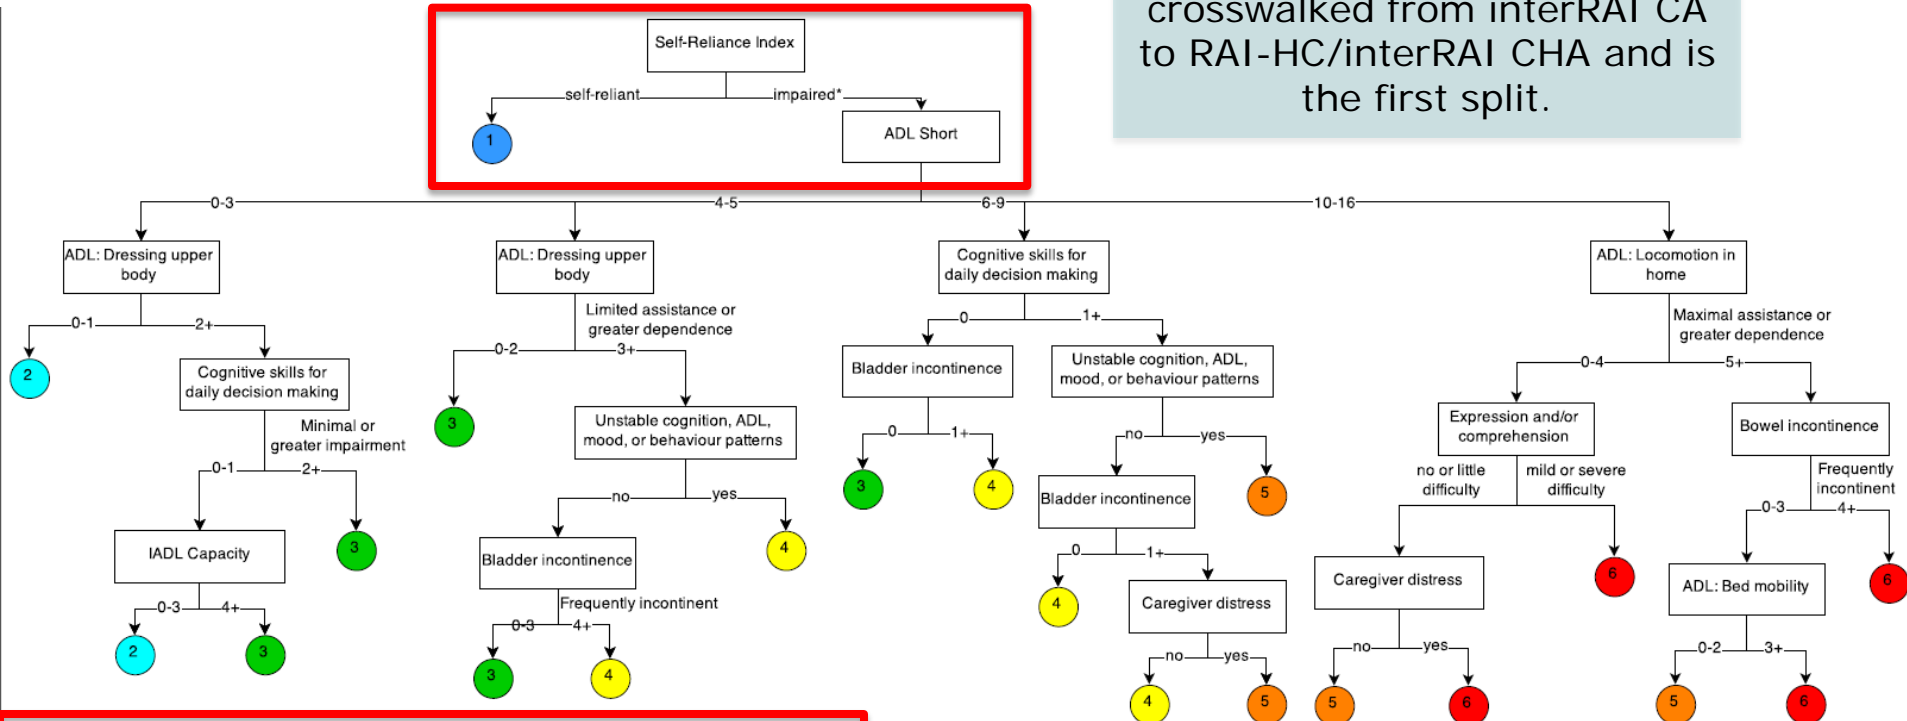 crosswalked from interRAI CA
to RAI-HC/interRAI CHA and is
the first split.
Self-Reliance Index
self-reliant
impaired*
1
ADL Short
0-3
4-5
6-9
10-16
ADL: Dressing upper
body
ADL: Dressing upper
body
Cognitive skills for
daily decision making
ADL: Locomotion in
home
0-1
2+
Limited assistance or
greater dependence
0-2
3+
0
1+
Maximal assistance or
greater dependence
0-4
5+
2
Cognitive skills for
daily decision making
Minimal or
greater impairment
0-1
2+
3
Unstable cognition, ADL,
mood, or behaviour patterns
no
yes
Bladder incontinence
0
1+
Unstable cognition, ADL,
mood, or behaviour patterns
no
yes
Expression and/or
comprehension
no or little
difficulty
mild or severe
difficulty
Bowel incontinence
Frequently
incontinent
0-3
4+
IADL Capacity
0-3
4+
3
Bladder incontinence
Frequently incontinent
0-3
4+
4
3
4
Bladder incontinence
0
1+
5
Caregiver distress
no
yes
6
ADL: Bed mobility
0-2
3+
6
2
3
3
4
4
Caregiver distress
no
yes
4
5
5
6
5
6